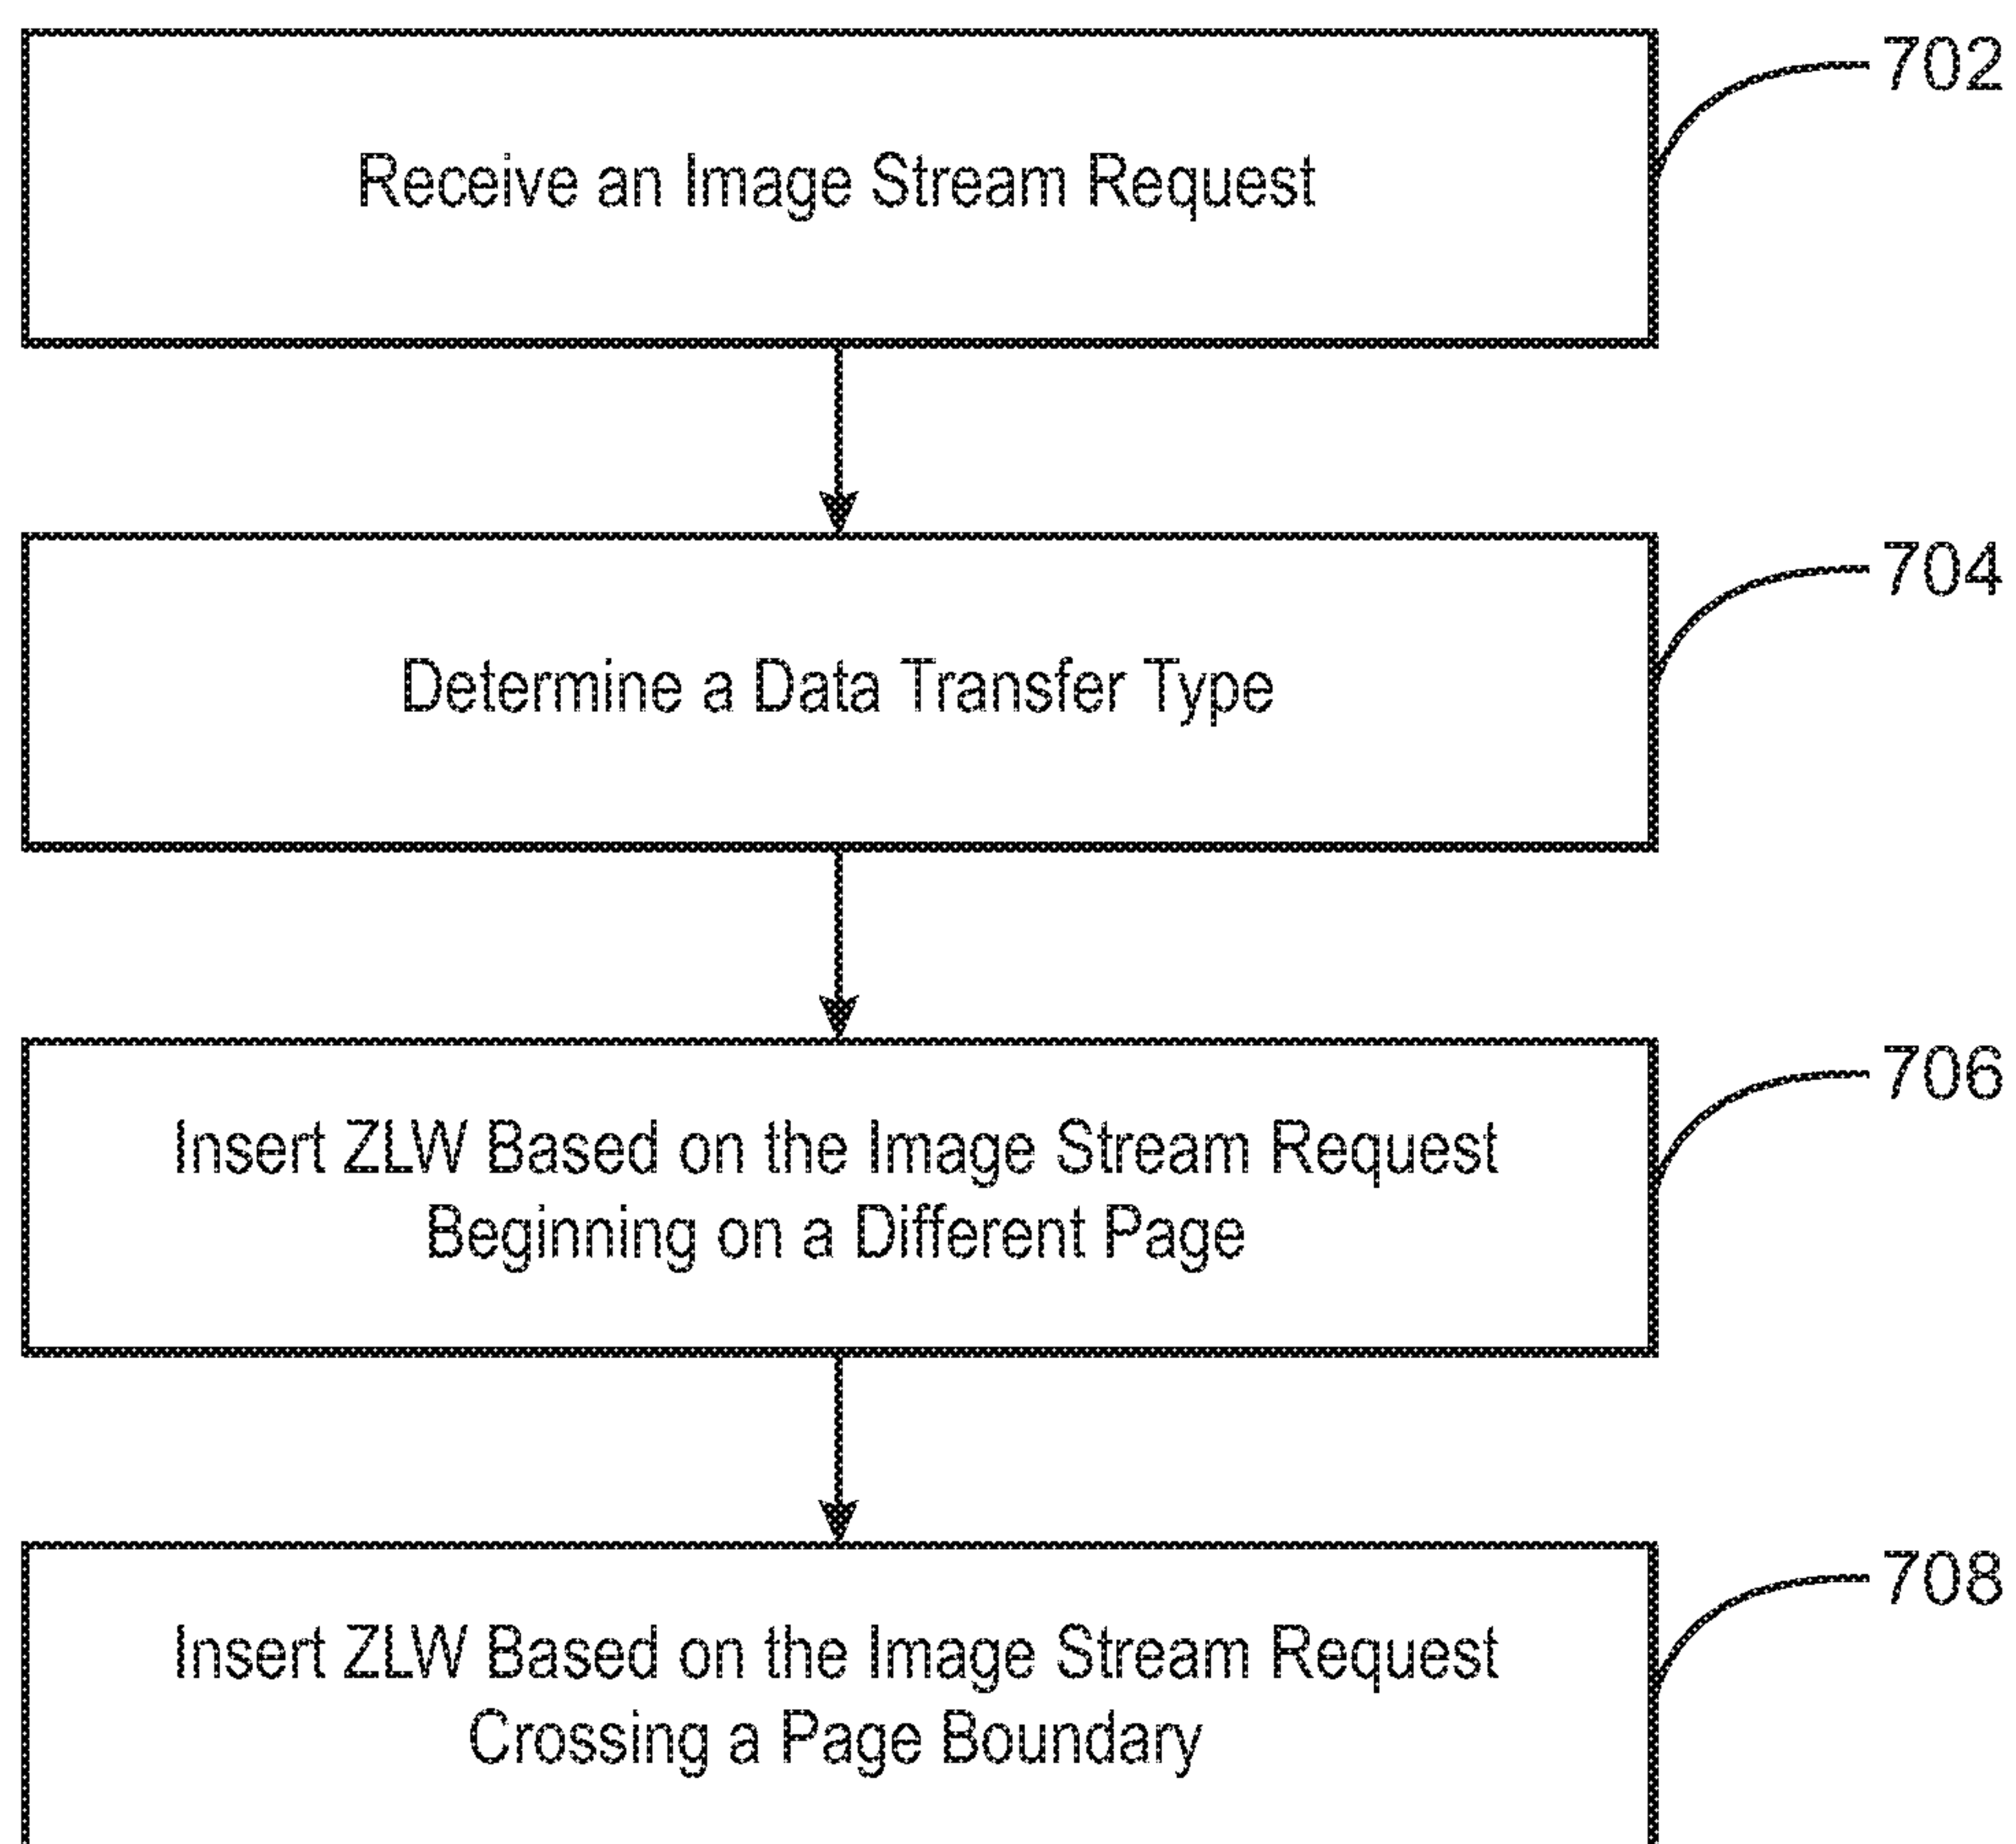 Receive an Image Stream Request
702
Determine a Data Transfer Type
704
Insert ZLW Based on the Image Stream Request
Beginning on a Different Page
706
Insert ZLW Based on the Image Stream Request
Crossing a Page Boundary
708